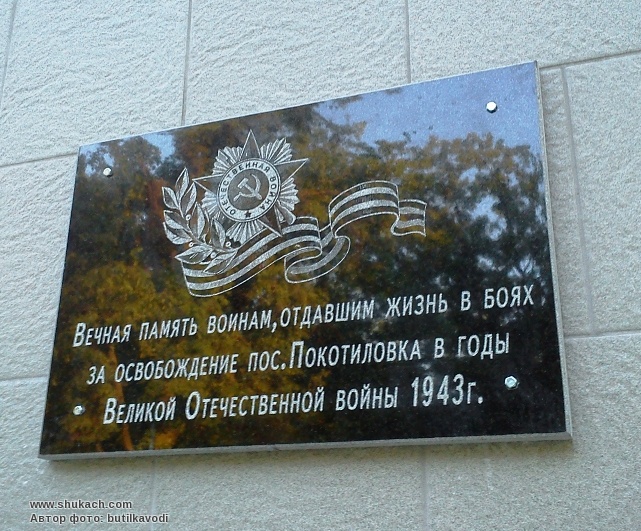 ОТЕЧЕСТВЕННАЯ ВОЙНА
Вечная память воинам, отдавшим жизнь в боях
за освобождение пос. Покотиловка в годы
Великой Отечественной войны 1943г.
www.shukach.com
Автор фото: butilkavodi